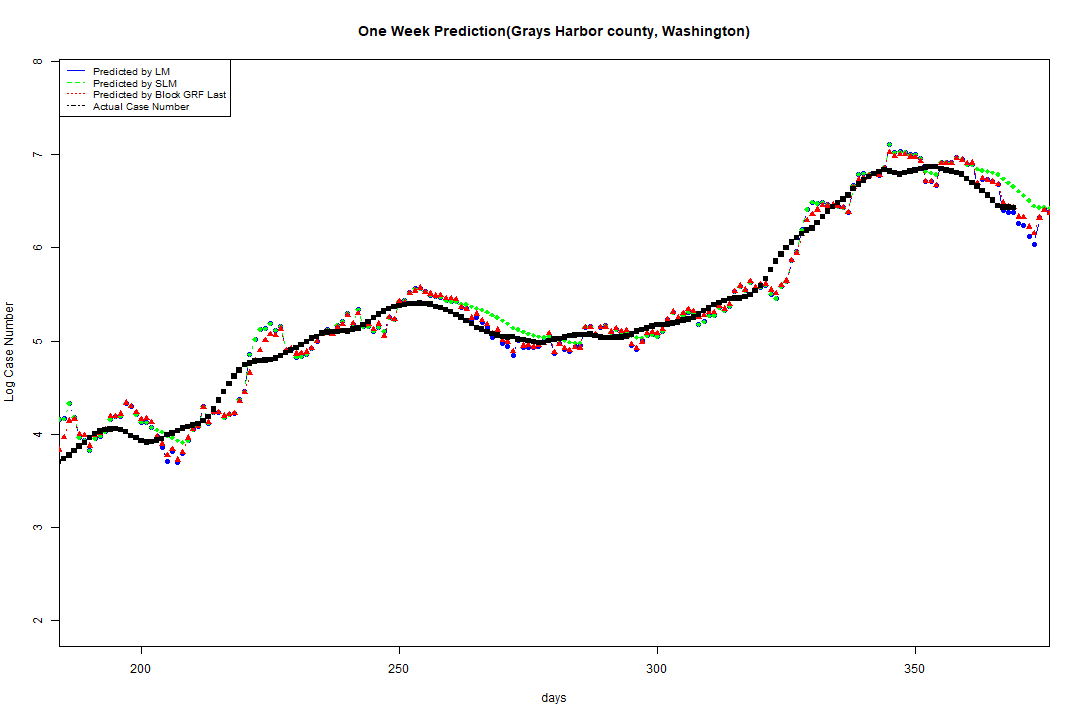 One Week Prediction(Grays Harbor county, Washington)
Predicted by LM
Predicted by SLM
Predicted by Block GRF Last
Actual Case Number
8
7
6
5
4
3
2
Log Case Number
200 250 300 350
days